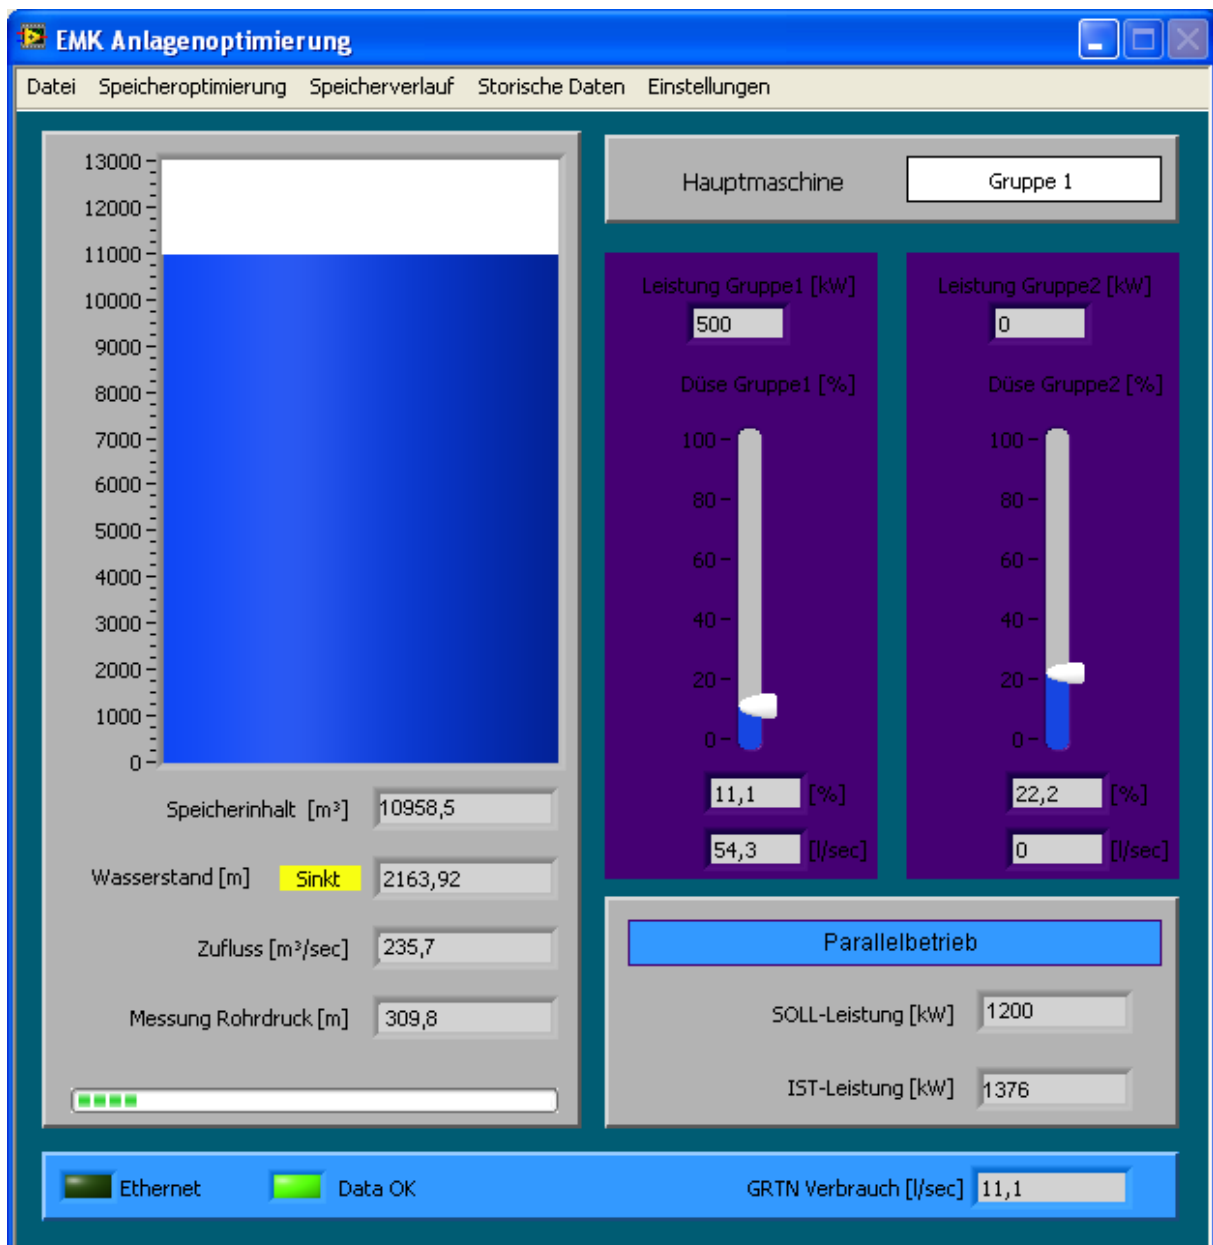 EMK Anlagenoptimierung
Datei Speicheroptimierung Speicherverlauf Storische Daten Einstellungen
13000
12000
11000
10000
9000
8000
7000
6000
5000
4000
3000
2000
1000
0
Speicherinhalt [m³] 10958,5
Wasserstand [m] Sinkt 2163,92
Zufluss [m³/sec] 235,7
Messung Rohrdruck [m] 309,8
Hauptmaschine Gruppe 1
Leistung Gruppe1 [kW]
500
Düse Gruppe1 [%]
100
80
60
40
20
0
11,1 [%]
54,3 [l/sec]
Leistung Gruppe2 [kW]
0
Düse Gruppe2 [%]
100
80
60
40
20
0
22,2 [%]
0 [l/sec]
Parallelbetrieb
SOLL-Leistung [kW] 1200
IST-Leistung [kW] 1376
Ethernet Data OK GRTN Verbrauch [l/sec] 11,1